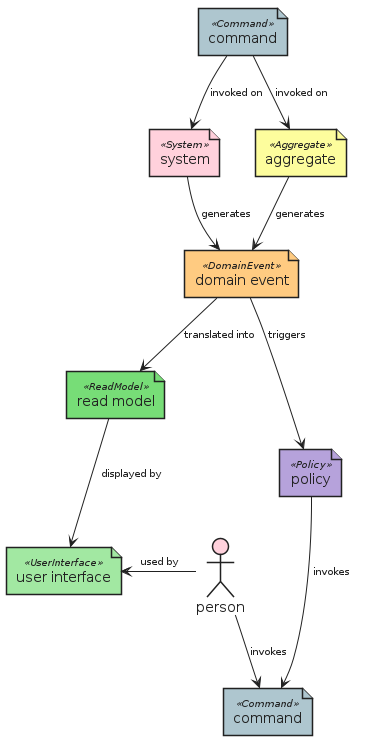 «Command»
command
invoked on
invoked on
«System»
system
«Aggregate»
aggregate
generates
generates
«DomainEvent»
domain event
translated into
triggers
«ReadModel»
read model
«Policy»
policy
displayed by
«UserInterface»
user interface
used by
person
invokes
invokes
«Command»
command